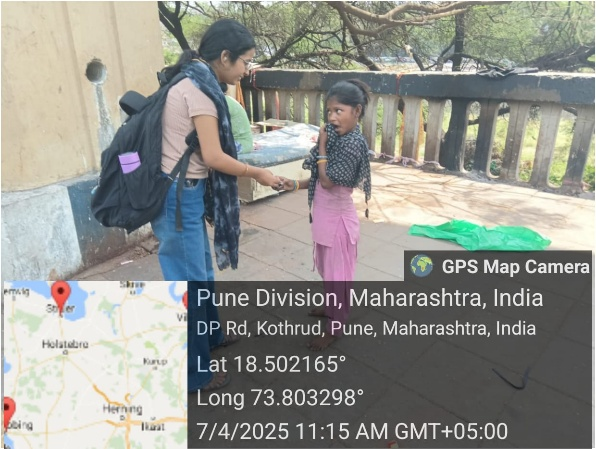 GPS Map Camera
Pune Division, Maharashtra, India
DP Rd, Kothrud, Pune, Maharashtra, India
Lat 18.502165°
Long 73.803298°
7/4/2025 11:15 AM GMT+05:00
Holstebro
Herning
Ikast